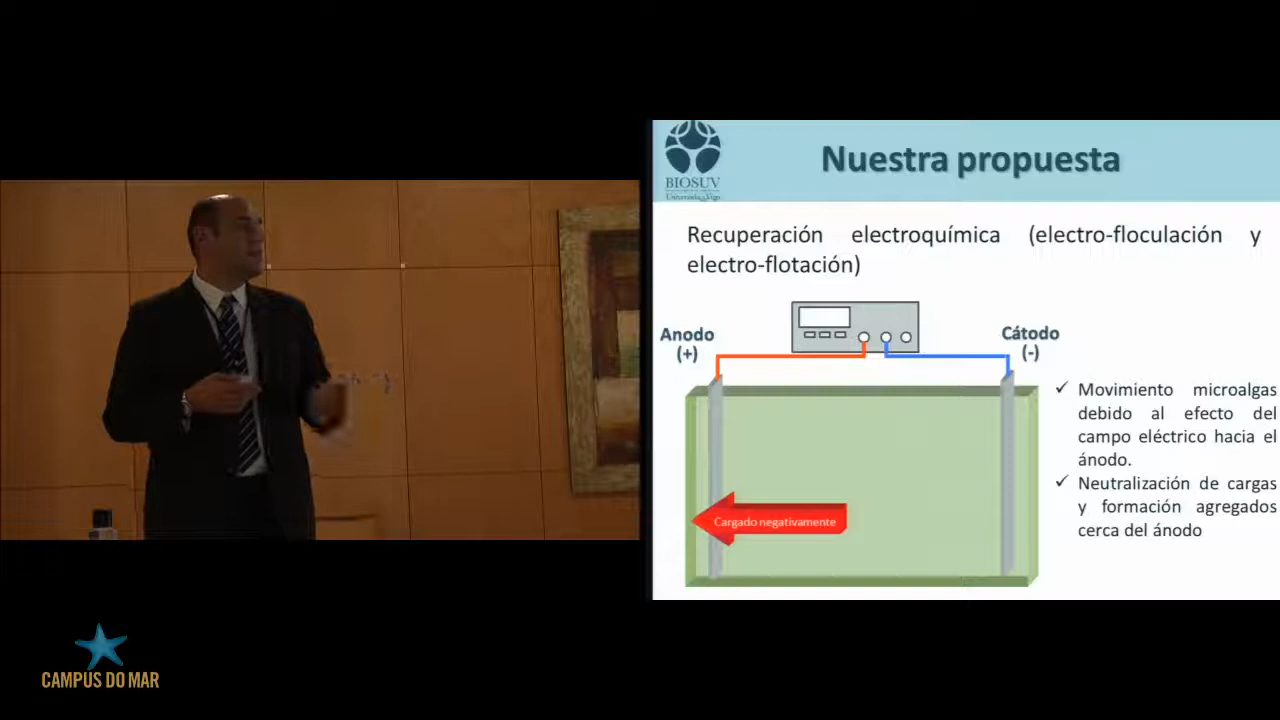 BIOSUV
Universida de Vigo
Nuestra propuesta
Recuperación electroquímica (electro-floculación y
electro-flotación)
Anodo
(+)
Cátodo
(-)
Cargado negativamente
✓ Movimiento microalgas
debido al efecto del
campo eléctrico hacia el
ánodo.
✓ Neutralización de cargas
y formación agregados
cerca del ánodo
CAMPUS DO MAR